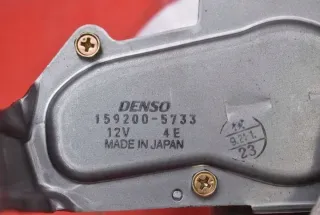 DENSO
159200-5733
12V 4E
MADE IN JAPAN
23